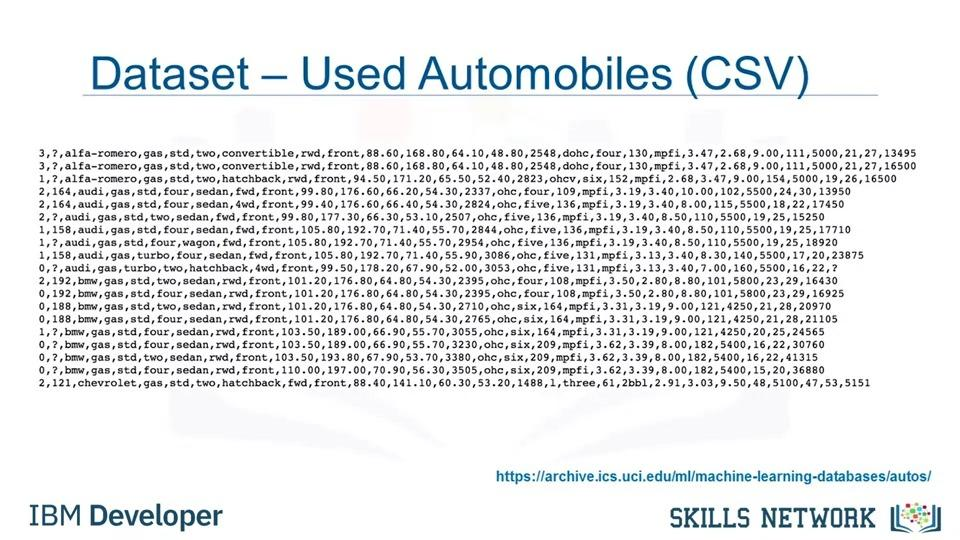 Dataset – Used Automobiles (CSV)
3,?,alfa-romero,gas,std,two,convertible,rwd,front,88.60,168.80,64.10,48.80,2548,dohc,four,130,mpfi,3.47,2.68,9.00,111,5000,21,27,13495
3,?,alfa-romero,gas,std,two,convertible,rwd,front,88.60,168.80,64.10,48.80,2548,dohc,four,130,mpfi,3.47,2.68,9.00,111,5000,21,27,16500
1,?,alfa-romero,gas,std,two,hatchback,rwd,front,94.50,171.20,65.50,52.40,2823,ohcv,six,152,mpfi,2.68,3.47,9.00,154,5000,19,26,16500
2,164,audi,gas,std,four,sedan,fwd,front,99.80,176.60,66.20,54.30,2337,ohc,four,109,mpfi,3.19,3.40,10.00,102,5500,24,30,13950
2,164,audi,gas,std,four,sedan,4wd,front,99.40,176.60,66.40,54.30,2824,ohc,five,136,mpfi,3.19,3.40,8.00,115,5500,18,22,17450
2,?,audi,gas,std,two,sedan,fwd,front,99.80,177.30,66.30,53.10,2507,ohc,five,136,mpfi,3.19,3.40,8.50,110,5500,19,25,15250
1,158,audi,gas,std,four,sedan,fwd,front,105.80,192.70,71.40,55.70,2844,ohc,five,136,mpfi,3.19,3.40,8.50,110,5500,19,25,17710
1,?,audi,gas,std,four,wagon,fwd,front,105.80,192.70,71.40,55.70,2954,ohc,five,136,mpfi,3.19,3.40,8.50,110,5500,19,25,18920
1,158,audi,gas,turbo,four,sedan,fwd,front,105.80,192.70,71.40,55.90,3086,ohc,five,131,mpfi,3.13,3.40,8.30,140,5500,17,20,23875
0,?,audi,gas,turbo,two,hatchback,4wd,front,99.50,178.20,67.90,52.00,3053,ohc,five,131,mpfi,3.13,3.40,7.00,160,5500,16,22,?
2,192,bmw,gas,std,two,sedan,rwd,front,101.20,176.80,64.80,54.30,2395,ohc,four,108,mpfi,3.50,2.80,8.80,101,5800,23,29,16430
0,192,bmw,gas,std,four,sedan,rwd,front,101.20,176.80,64.80,54.30,2395,ohc,four,108,mpfi,3.50,2.80,8.80,101,5800,23,29,16925
0,188,bmw,gas,std,two,sedan,rwd,front,101.20,176.80,64.80,54.30,2710,ohc,six,164,mpfi,3.31,3.19,9.00,121,4250,21,28,20970
0,188,bmw,gas,std,four,sedan,rwd,front,101.20,176.80,64.80,54.30,2765,ohc,six,164,mpfi,3.31,3.19,9.00,121,4250,21,28,21105
1,?,bmw,gas,std,four,sedan,rwd,front,103.50,189.00,66.90,55.70,3055,ohc,six,164,mpfi,3.31,3.19,9.00,121,4250,20,25,24565
0,?,bmw,gas,std,four,sedan,rwd,front,103.50,189.00,66.90,55.70,3230,ohc,six,209,mpfi,3.62,3.39,8.00,182,5400,16,22,30760
0,?,bmw,gas,std,two,sedan,rwd,front,103.50,193.80,67.90,53.70,3380,ohc,six,209,mpfi,3.62,3.39,8.00,182,5400,16,22,41315
0,?,bmw,gas,std,four,sedan,rwd,front,110.00,197.00,70.90,56.30,3505,ohc,six,209,mpfi,3.62,3.39,8.00,182,5400,15,20,36880
2,121,chevrolet,gas,std,two,hatchback,fwd,front,88.40,141.10,60.30,53.20,1488,l,three,61,2bbl,2.91,3.03,9.50,48,5100,47,53,5151
https://archive.ics.uci.edu/ml/machine-learning-databases/autos/
IBM Developer
SKILLS NETWORK